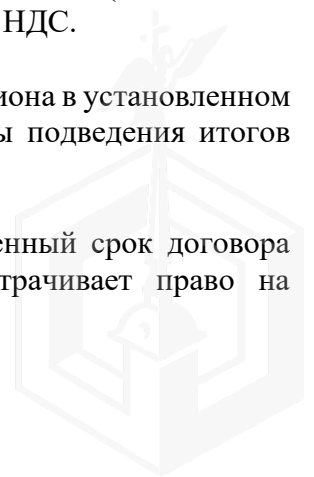 НДС.
иона в установленном
ы подведения итогов
енный срок договора
трачивает право на